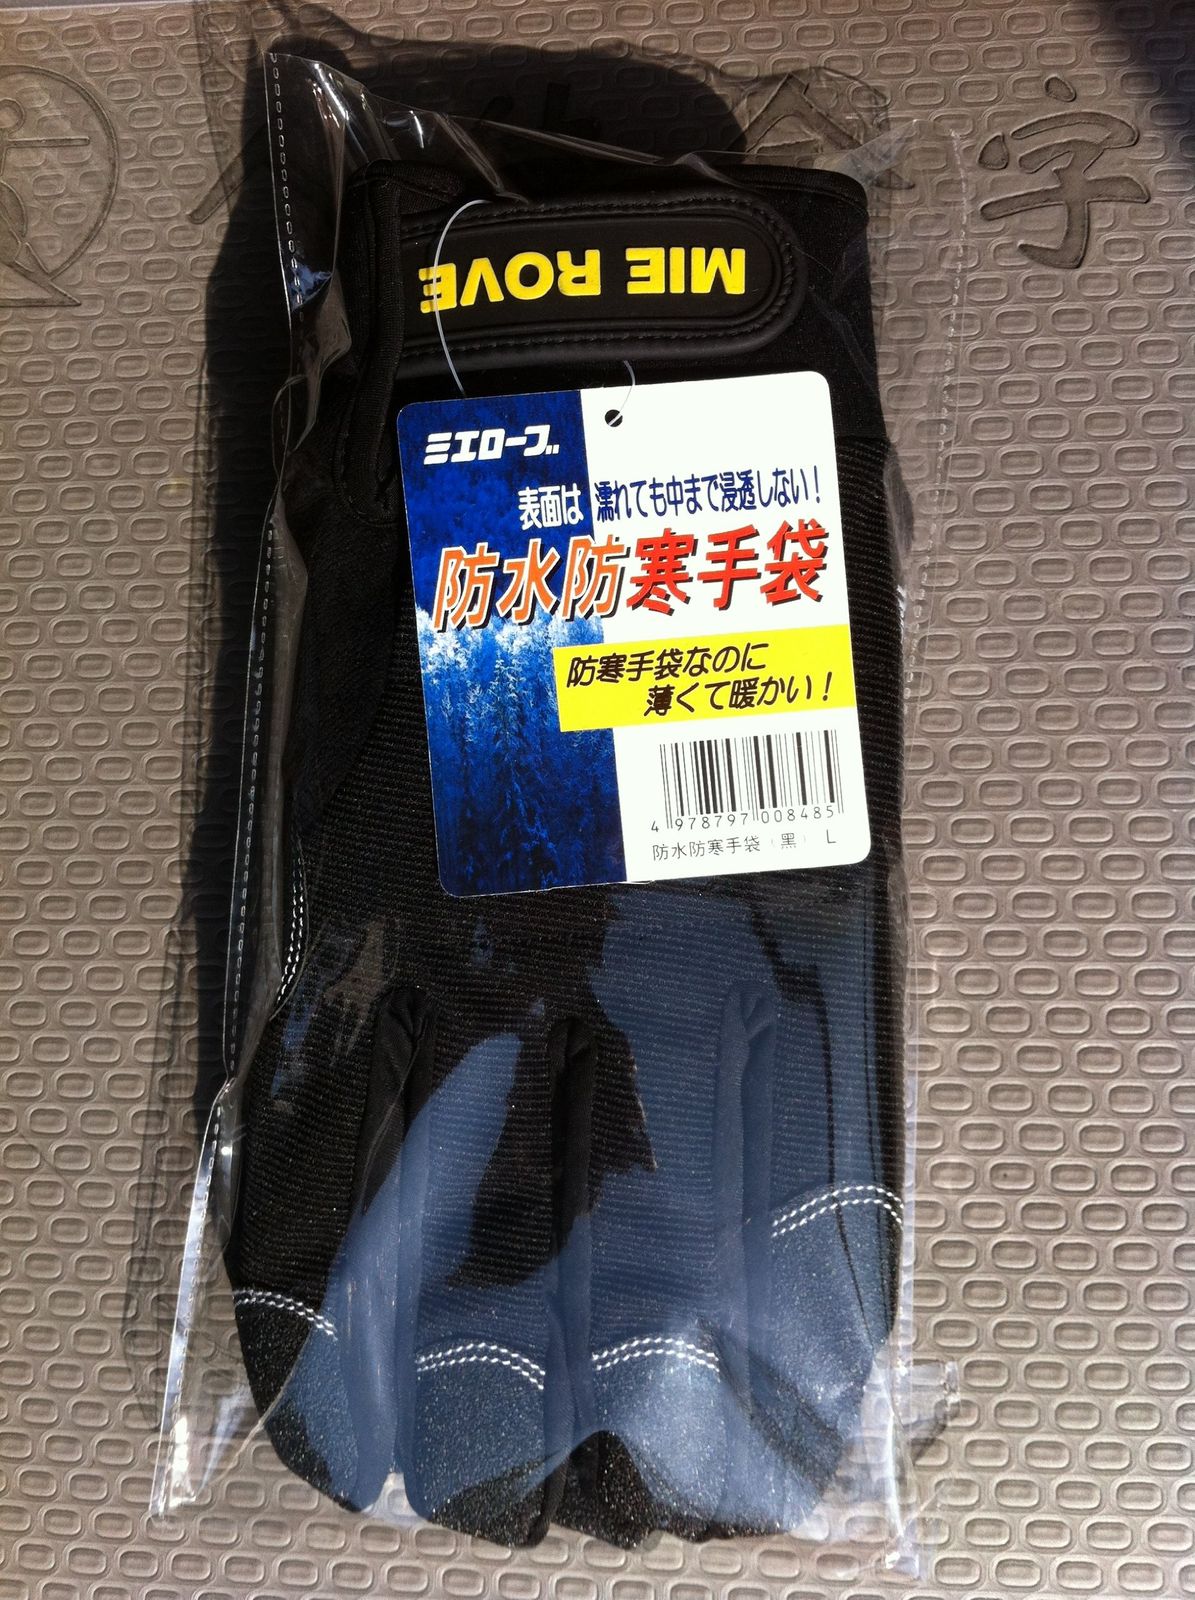 MIE ROVE
ミエローブ
表面は濡れても中まで浸透しない!
防水防寒手袋
防寒手袋なのに
薄くて暖かい!
4 978797 008485
防水防寒手袋(黒) L
字